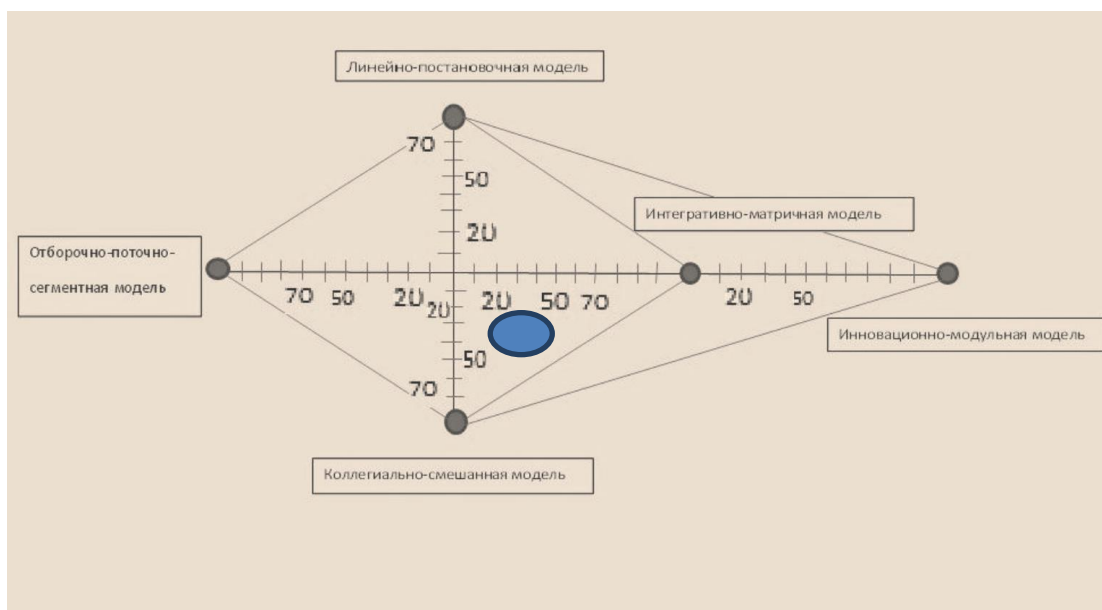 Линейно-постановочная модель
70
50
Интегративно-матричная модель
20
Отборочно-поточно-
сегментная модель
70 50 20 20 20 50 70 20 50
Инновационно-модульная модель
50
70
Коллегиально-смешанная модель